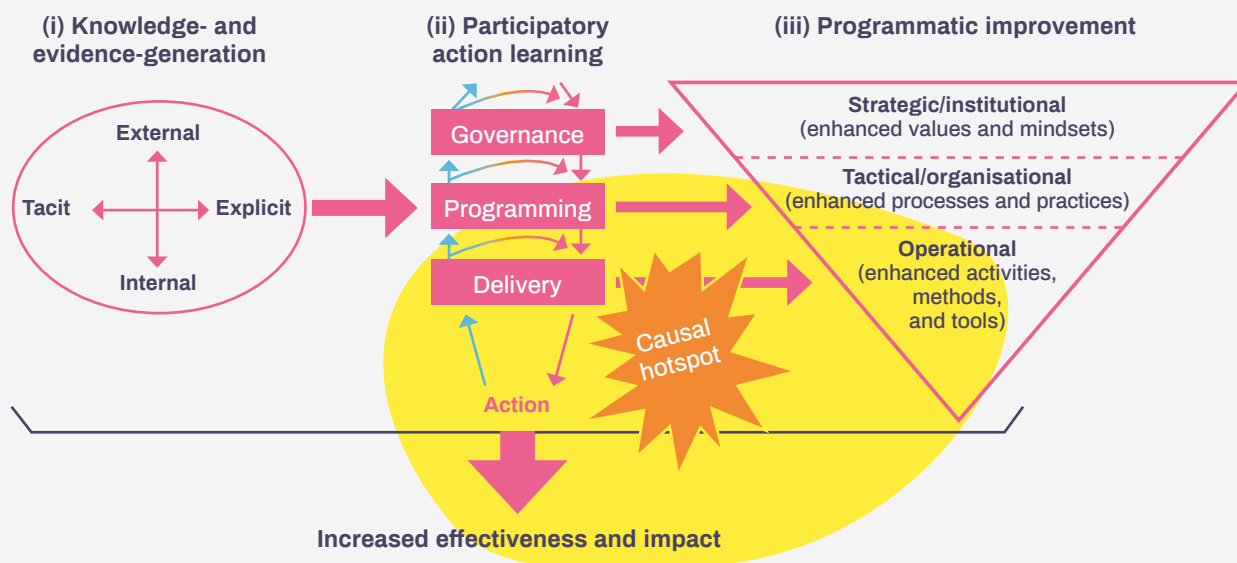 (i) Knowledge- and
evidence-generation
External
Tacit
Explicit
Internal
(ii) Participatory
action learning
Governance
Programming
Delivery
Action
Causal
hotspot
(iii) Programmatic improvement
Strategic/institutional
(enhanced values and mindsets)
Tactical/organisational
(enhanced processes and practices)
Operational
(enhanced activities,
methods,
and tools)
Increased effectiveness and impact